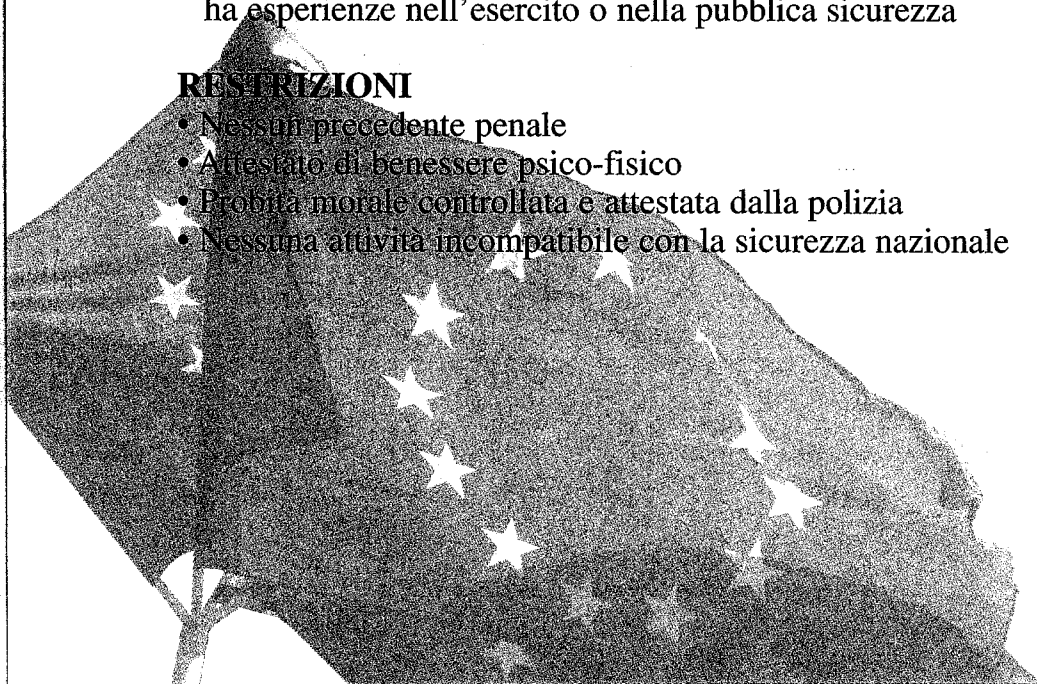 ha esperienze nell'esercito o nella pubblica sicurezza
RESTRIZIONI
• Nessun precedente penale
• Attestato di benessere psico-fisico
• Probità morale controllata e attestata dalla polizia
• Nessuna attività incompatibile con la sicurezza nazionale